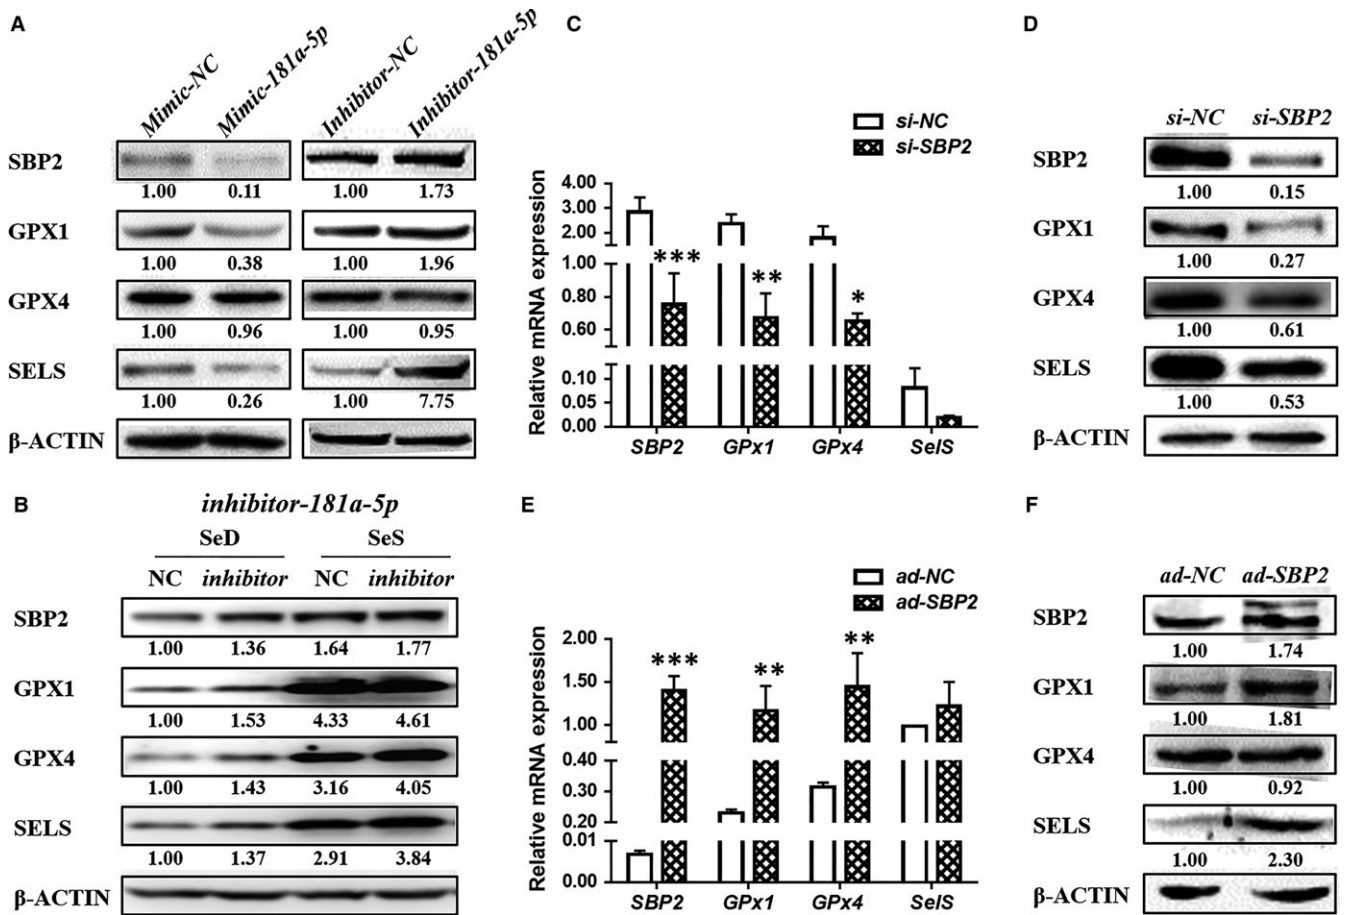 A
Mimic-NC Mimic-181a-5p Inhibitor-NC Inhibitor-181a-5p
SBP2
1.00 0.11 1.00 1.73
GPX1
1.00 0.38 1.00 1.96
GPX4
1.00 0.96 1.00 0.95
SELS
1.00 0.26 1.00 7.75
β-ACTIN
B
inhibitor-181a-5p
SeD SeS
NC inhibitor NC inhibitor
SBP2
1.00 1.36 1.64 1.77
GPX1
1.00 1.53 4.33 4.61
GPX4
1.00 1.43 3.16 4.05
SELS
1.00 1.37 2.91 3.84
β-ACTIN
C
si-NC
si-SBP2
Relative mRNA expression
4.00
3.00
2.00
1.00
0.80
0.60
0.10
0.05
0.00
***
**
*
SBP2 GPx1 GPx4 SelS
D
si-NC si-SBP2
SBP2
1.00 0.15
GPX1
1.00 0.27
GPX4
1.00 0.61
SELS
1.00 0.53
β-ACTIN
E
ad-NC
ad-SBP2
Relative mRNA expression
2.00
1.50
1.00
0.40
0.30
0.20
0.01
0.00
***
**
**
SBP2 GPx1 GPx4 SelS
F
ad-NC ad-SBP2
SBP2
1.00 1.74
GPX1
1.00 1.81
GPX4
1.00 0.92
SELS
1.00 2.30
β-ACTIN